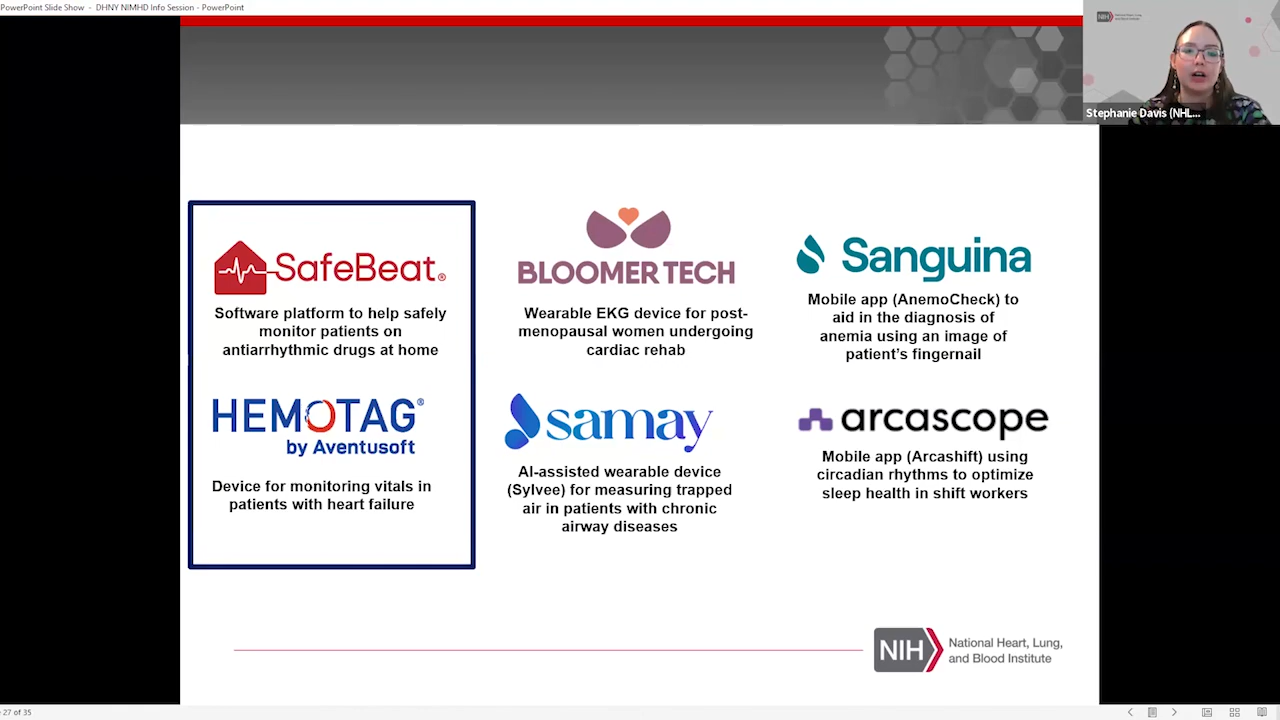 PowerPoint Slide Show - DHNY NIMHD Info Session - PowerPoint
NIH
Stephanie Davis (NHL...
SafeBeat®
Software platform to help safely
monitor patients on
antiarrhythmic drugs at home
HEMOTAG®
by Aventusoft
Device for monitoring vitals in
patients with heart failure
BLOOMER TECH
Wearable EKG device for post-
menopausal women undergoing
cardiac rehab
samay
AI-assisted wearable device
(Sylvee) for measuring trapped
air in patients with chronic
airway diseases
Sanguina
Mobile app (AnemoCheck) to
aid in the diagnosis of
anemia using an image of
patient's fingernail
arcascope
Mobile app (Arcashift) using
circadian rhythms to optimize
sleep health in shift workers
NIH
National Heart, Lung,
and Blood Institute
27 of 35